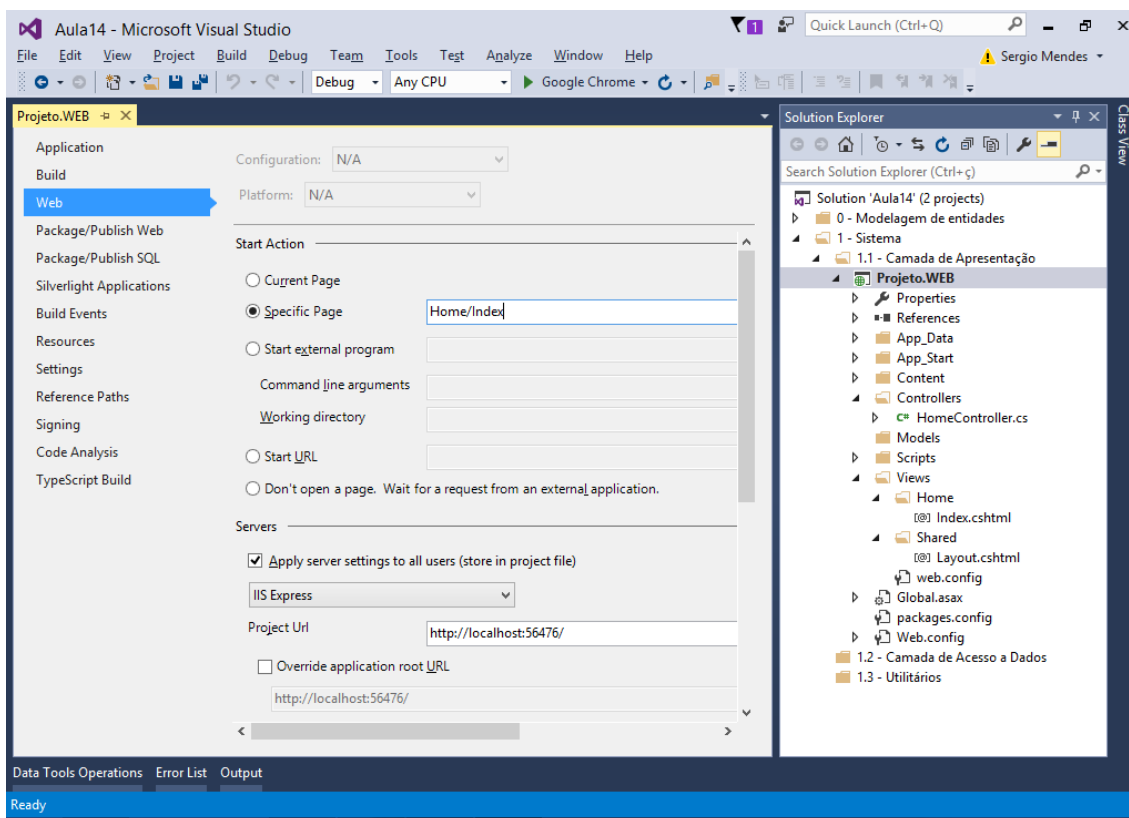 Aula14 - Microsoft Visual Studio
1
Quick Launch (Ctrl+Q)
File Edit View Project Build Debug Team Tools Test Analyze Window Help
Sergio Mendes
Debug Any CPU Google Chrome
Projeto.WEB
Application
Build
Web
Package/Publish Web
Package/Publish SQL
Silverlight Applications
Build Events
Resources
Settings
Reference Paths
Signing
Code Analysis
TypeScript Build
Configuration: N/A
Platform: N/A
Start Action
Current Page
Specific Page Home/Index
Start external program
Command line arguments
Working directory
Start URL
Don't open a page. Wait for a request from an external application.
Servers
Apply server settings to all users (store in project file)
IIS Express
Project Url http://localhost:56476/
Override application root URL
http://localhost:56476/
Solution Explorer
Search Solution Explorer (Ctrl+ç)
Solution 'Aula14' (2 projects)
0 - Modelagem de entidades
1 - Sistema
1.1 - Camada de Apresentação
Projeto.WEB
Properties
References
App_Data
App_Start
Content
Controllers
C# HomeController.cs
Models
Scripts
Views
Home
[@] Index.cshtml
Shared
[@] Layout.cshtml
web.config
Global.asax
packages.config
Web.config
1.2 - Camada de Acesso a Dados
1.3 - Utilitários
Class View
Data Tools Operations Error List Output
Ready